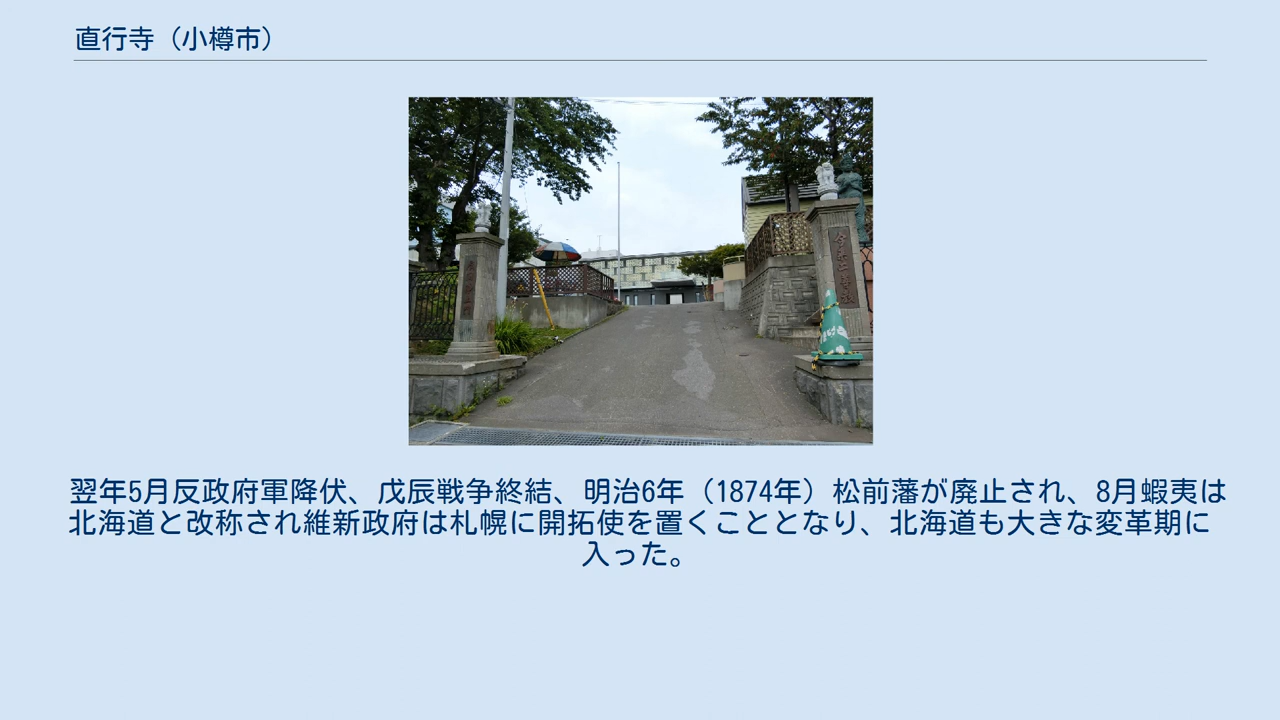 直行寺（小樽市）
翌年5月反政府軍降伏、戊辰戦争終結、明治6年（1874年）松前藩が廃止され、8月蝦夷は
北海道と改称され維新政府は札幌に開拓使を置くこととなり、北海道も大きな変革期に
入った。